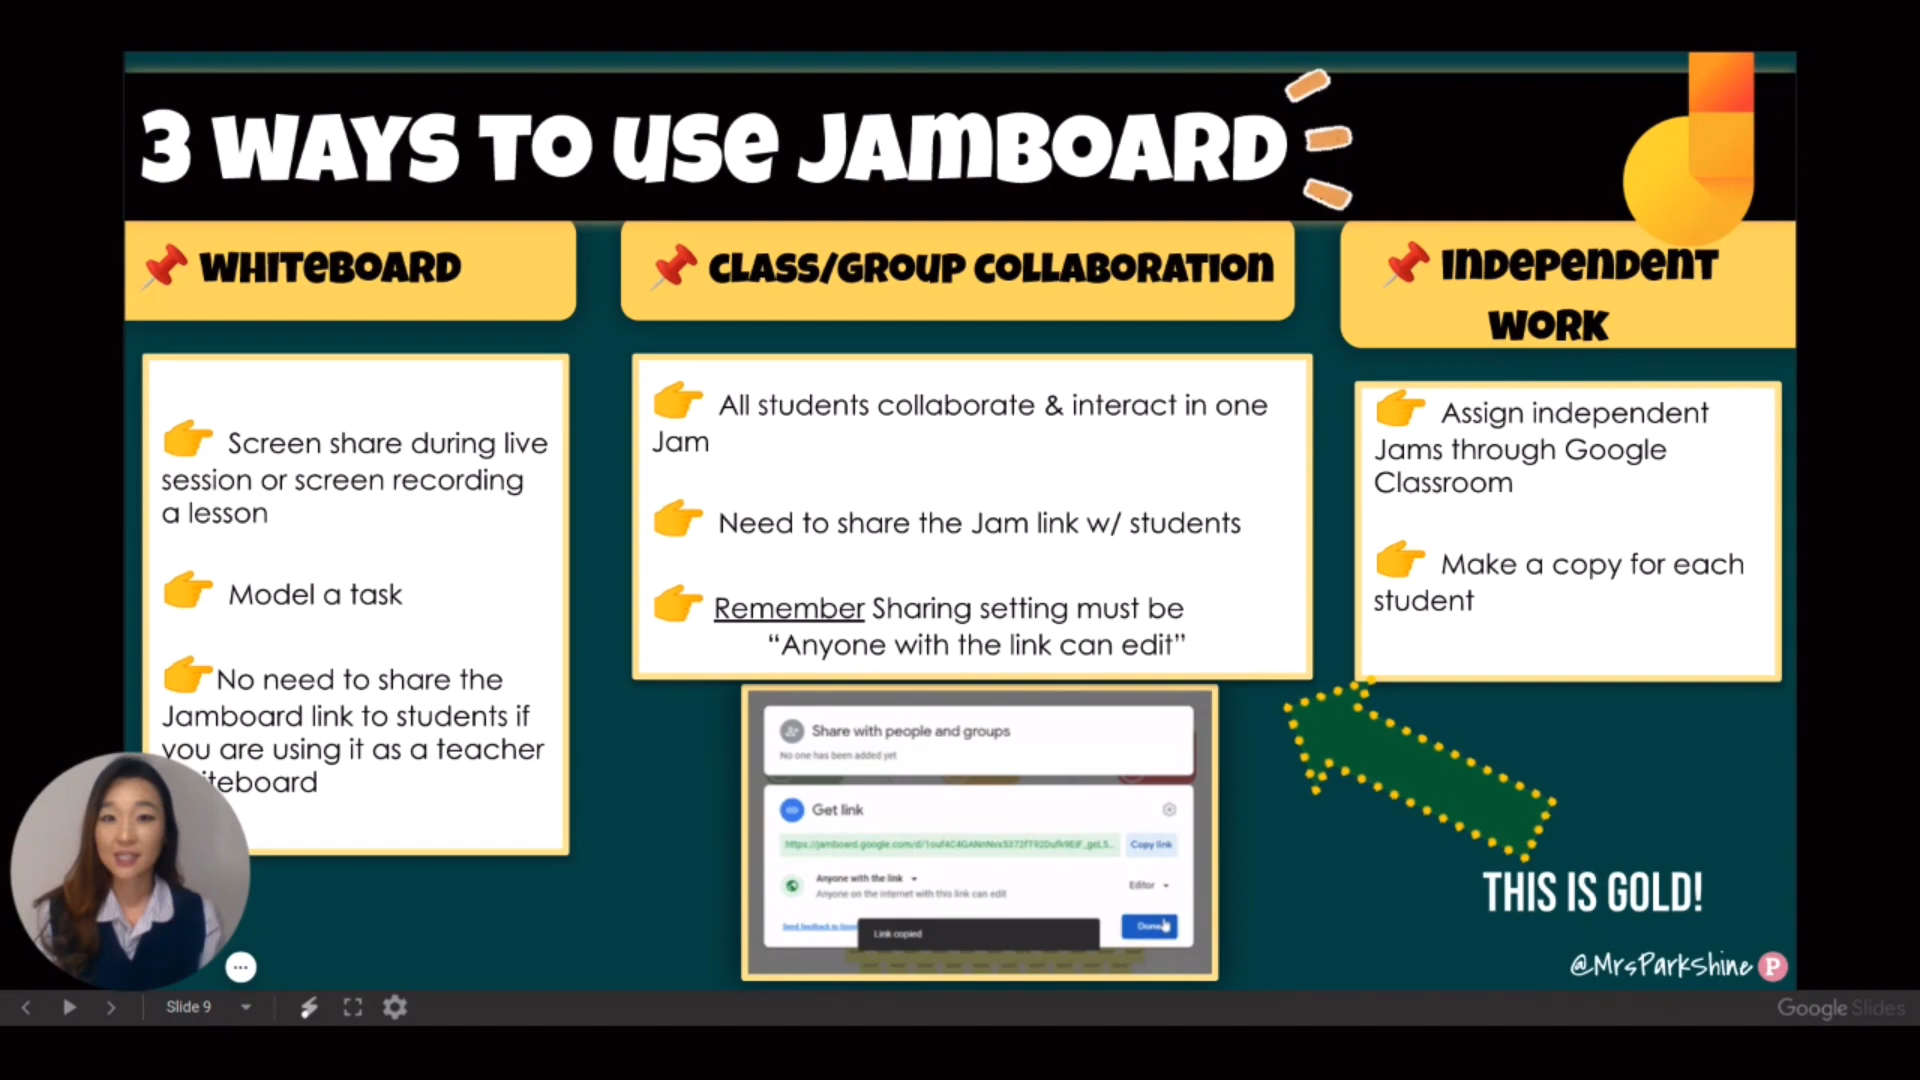 3 WAYS TO USE JAMBOARD
WHITEBOARD
Screen share during live
session or screen recording
a lesson
Model a task
No need to share the
Jamboard link to students if
you are using it as a teacher
iteboard
CLASS/GROUP COLLABORATION
All students collaborate & interact in one
Jam
Need to share the Jam link w/ students
Remember Sharing setting must be
“Anyone with the link can edit”
Share with people and groups
No one has been added yet
Get link
Copy link
Anyone with the link
Editor
Anyone on the internet with this link can edit
Send feedback to
Done
Link copied
INDEPENDENT
WORK
Assign independent
Jams through Google
Classroom
Make a copy for each
student
THIS IS GOLD!
@MrsParkShine P
Slide 9
Google Slides